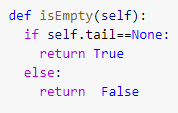 def isEmpty(self):
  if self.tail==None:
    return True
  else:
    return  False